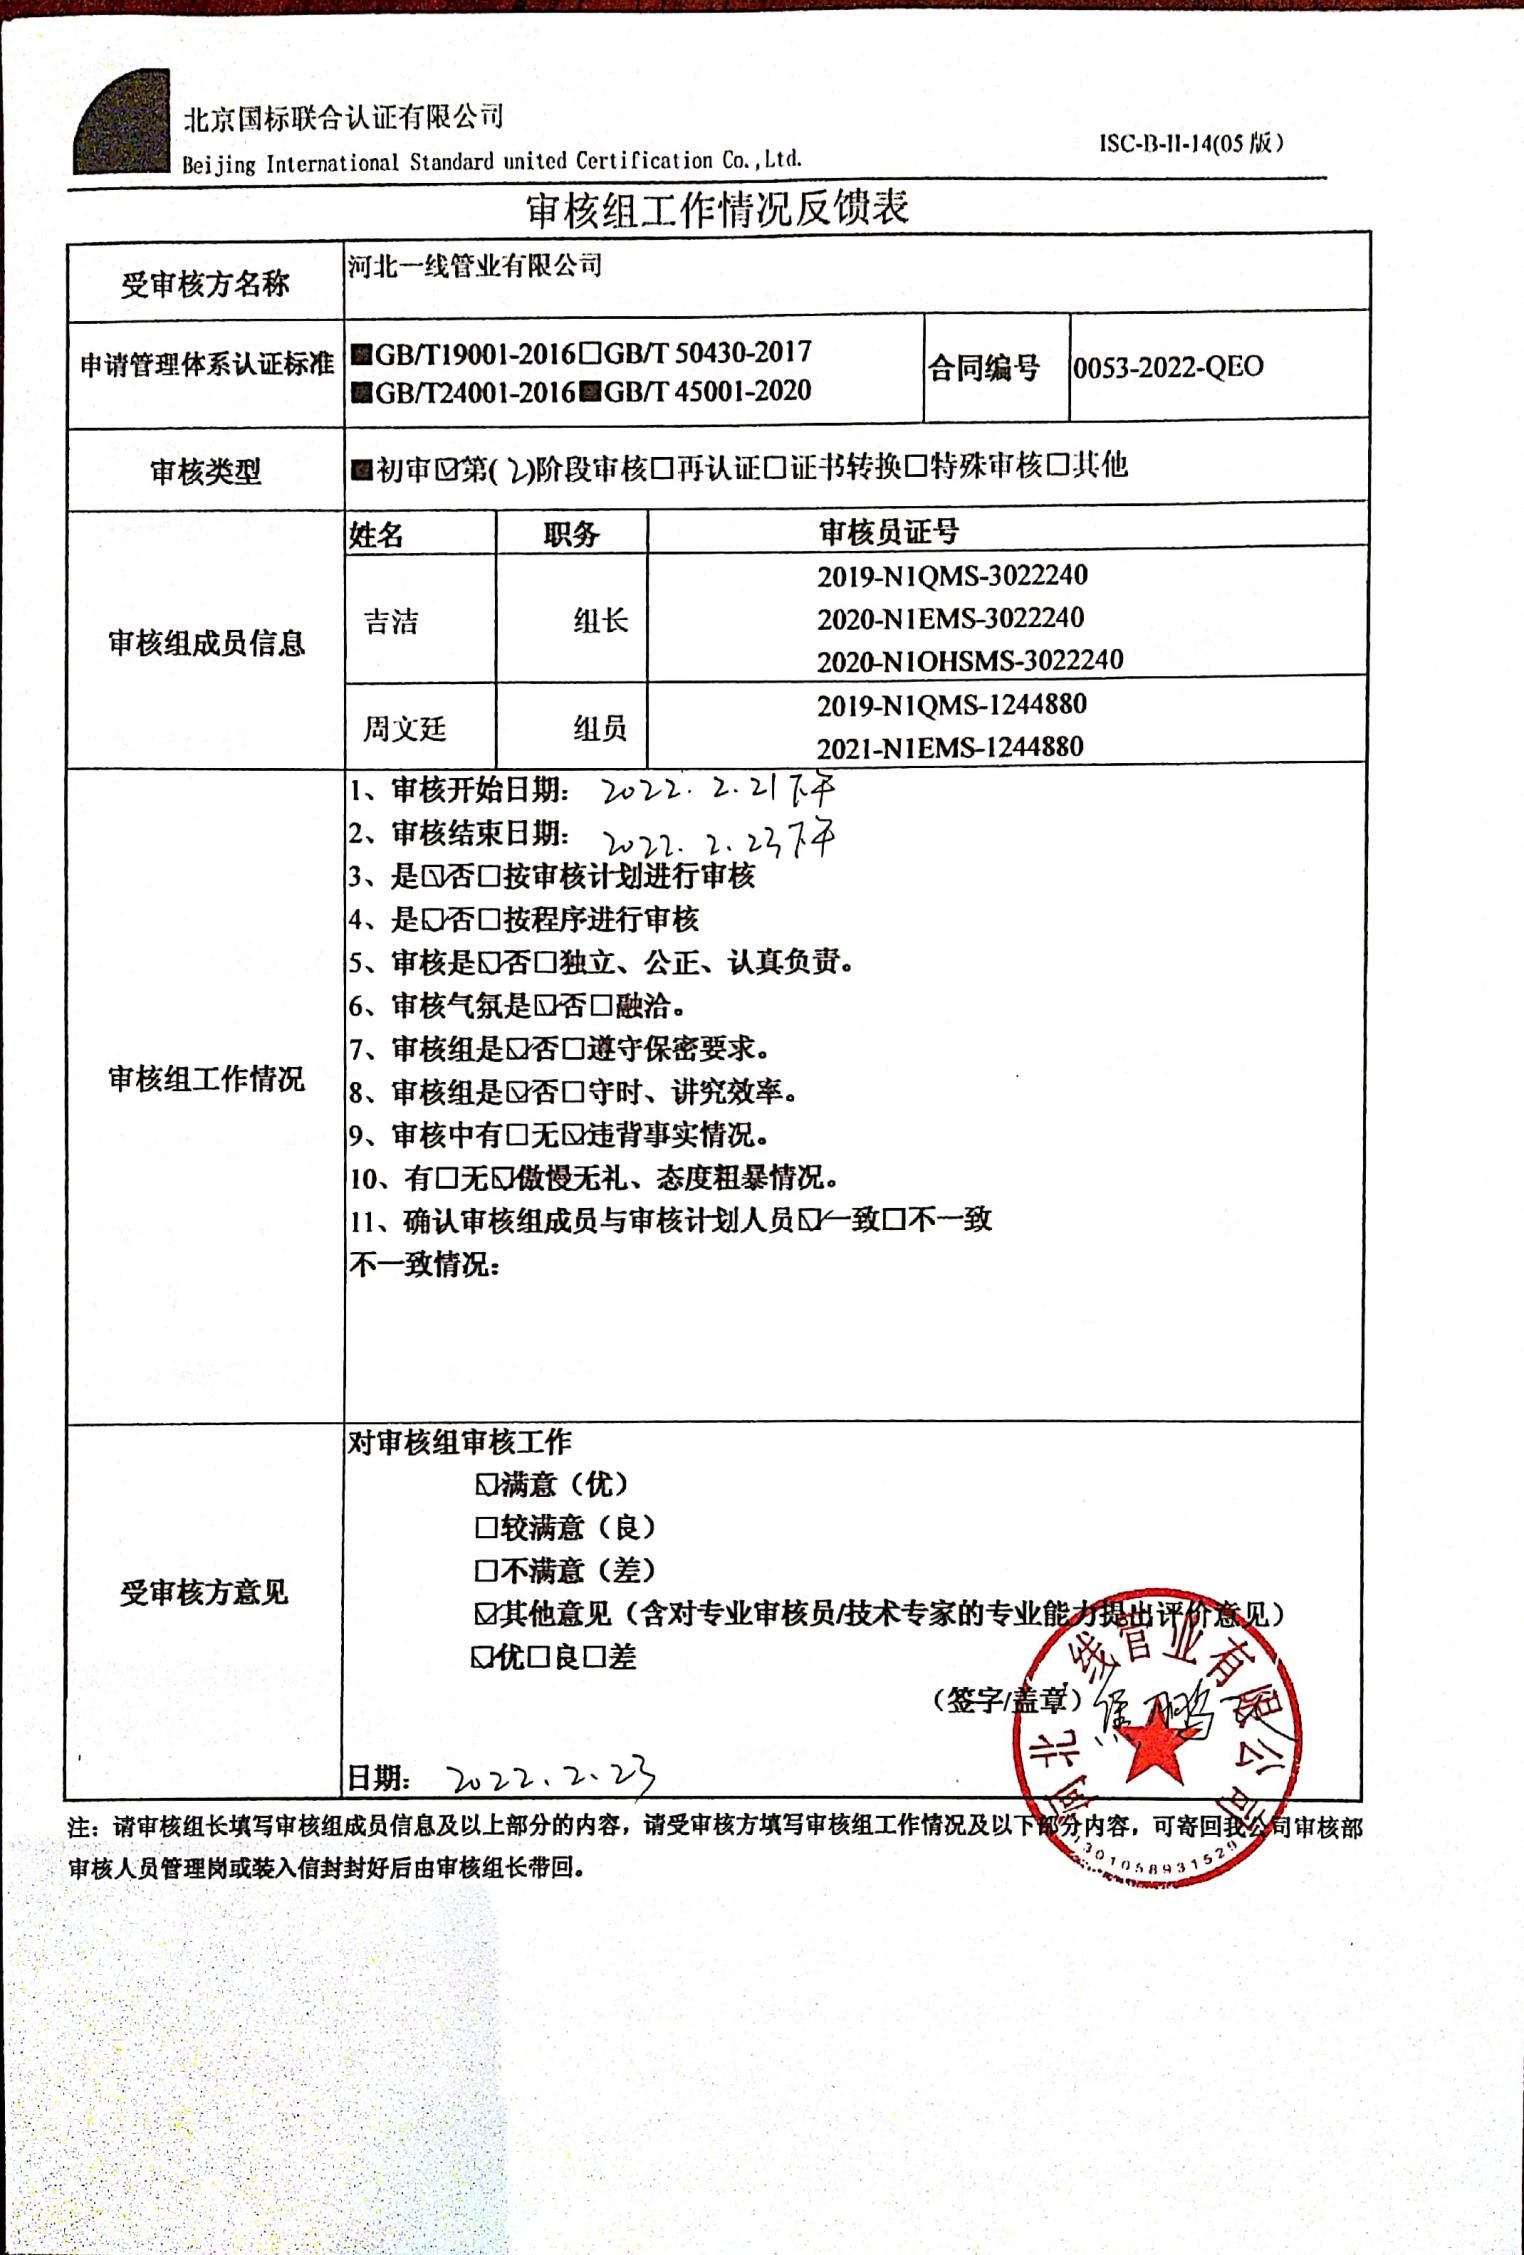 北京国标联合认证有限公司
Beijing International Standard united Certification Co.,Ltd.
ISC-B-II-14(05版）
审核组工作情况反馈表
受审核方名称 河北一线管业有限公司
申请管理体系认证标准 ■GB/T19001-2016□GB/T 50430-2017
■GB/T24001-2016■GB/T 45001-2020
合同编号 0053-2022-QEO
审核类型 ■初审☑第(2)阶段审核□再认证□证书转换□特殊审核□其他
审核组成员信息
姓名 职务 审核员证号
吉洁 组长 2019-N1QMS-3022240
2020-N1EMS-3022240
2020-N1OHSMS-3022240
周文廷 组员 2019-N1QMS-1244880
2021-N1EMS-1244880
审核组工作情况
1、审核开始日期： 2022.2.21下午
2、审核结束日期： 2022.2.23下午
3、是☑否□按审核计划进行审核
4、是☑否□按程序进行审核
5、审核是☑否□独立、公正、认真负责。
6、审核气氛是☑否□融洽。
7、审核组是☑否□遵守保密要求。
8、审核组是☑否□守时、讲究效率。
9、审核中有□无☑违背事实情况。
10、有□无☑傲慢无礼、态度粗暴情况。
11、确认审核组成员与审核计划人员☑一致□不一致
不一致情况：
受审核方意见
对审核组审核工作
☑满意（优）
□较满意（良）
□不满意（差）
☑其他意见（含对专业审核员/技术专家的专业能力提出评价意见）
☑优□良□差
（签字/盖章）
日期： 2022.2.23
河北一线管业有限公司
1301058931529
注：请审核组长填写审核组成员信息及以上部分的内容，请受审核方填写审核组工作情况及以下部分内容，可寄回我公司审核部
审核人员管理岗或装入信封封好后由审核组长带回。